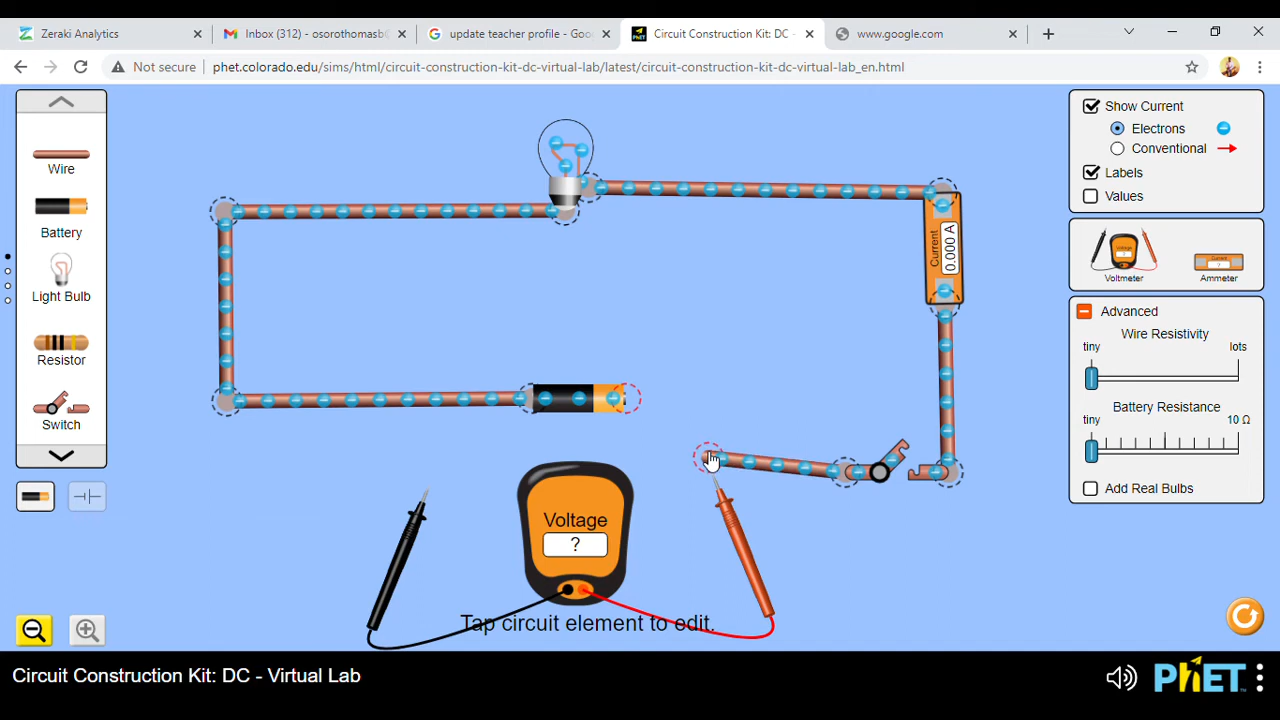 Zeraki Analytics
Inbox (312) - osorothomasb@
update teacher profile - Goo
Circuit Construction Kit: DC -
www.google.com
Not secure
phet.colorado.edu/sims/html/circuit-construction-kit-dc-virtual-lab/latest/circuit-construction-kit-dc-virtual-lab_en.html
Wire
Battery
Light Bulb
Resistor
Switch
Current
0.000 A
Show Current
Electrons
Conventional
Labels
Values
Voltage
?
Voltmeter
Current
?
Ammeter
Advanced
Wire Resistivity
tiny
lots
Battery Resistance
tiny
10 Ω
Add Real Bulbs
Voltage
?
Tap circuit element to edit.
Circuit Construction Kit: DC - Virtual Lab
PhET